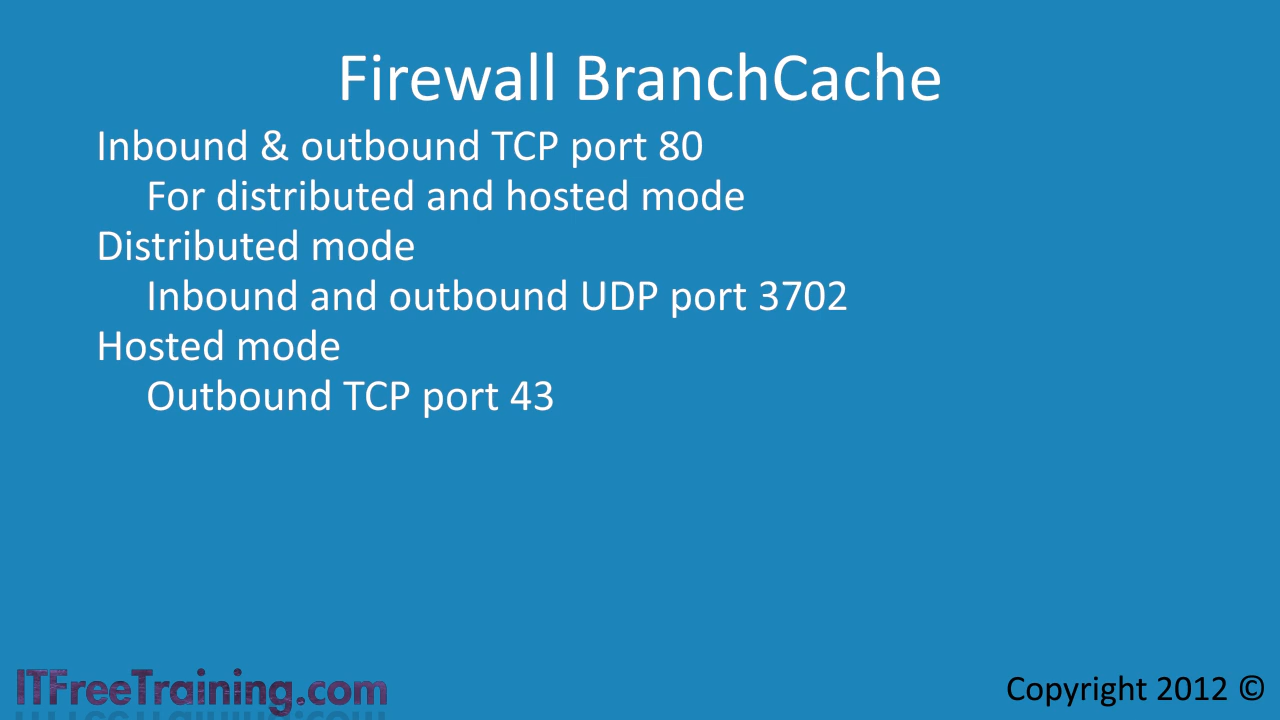 Firewall BranchCache
Inbound & outbound TCP port 80
For distributed and hosted mode
Distributed mode
Inbound and outbound UDP port 3702
Hosted mode
Outbound TCP port 43
ITFreeTraining.com
Copyright 2012 ©